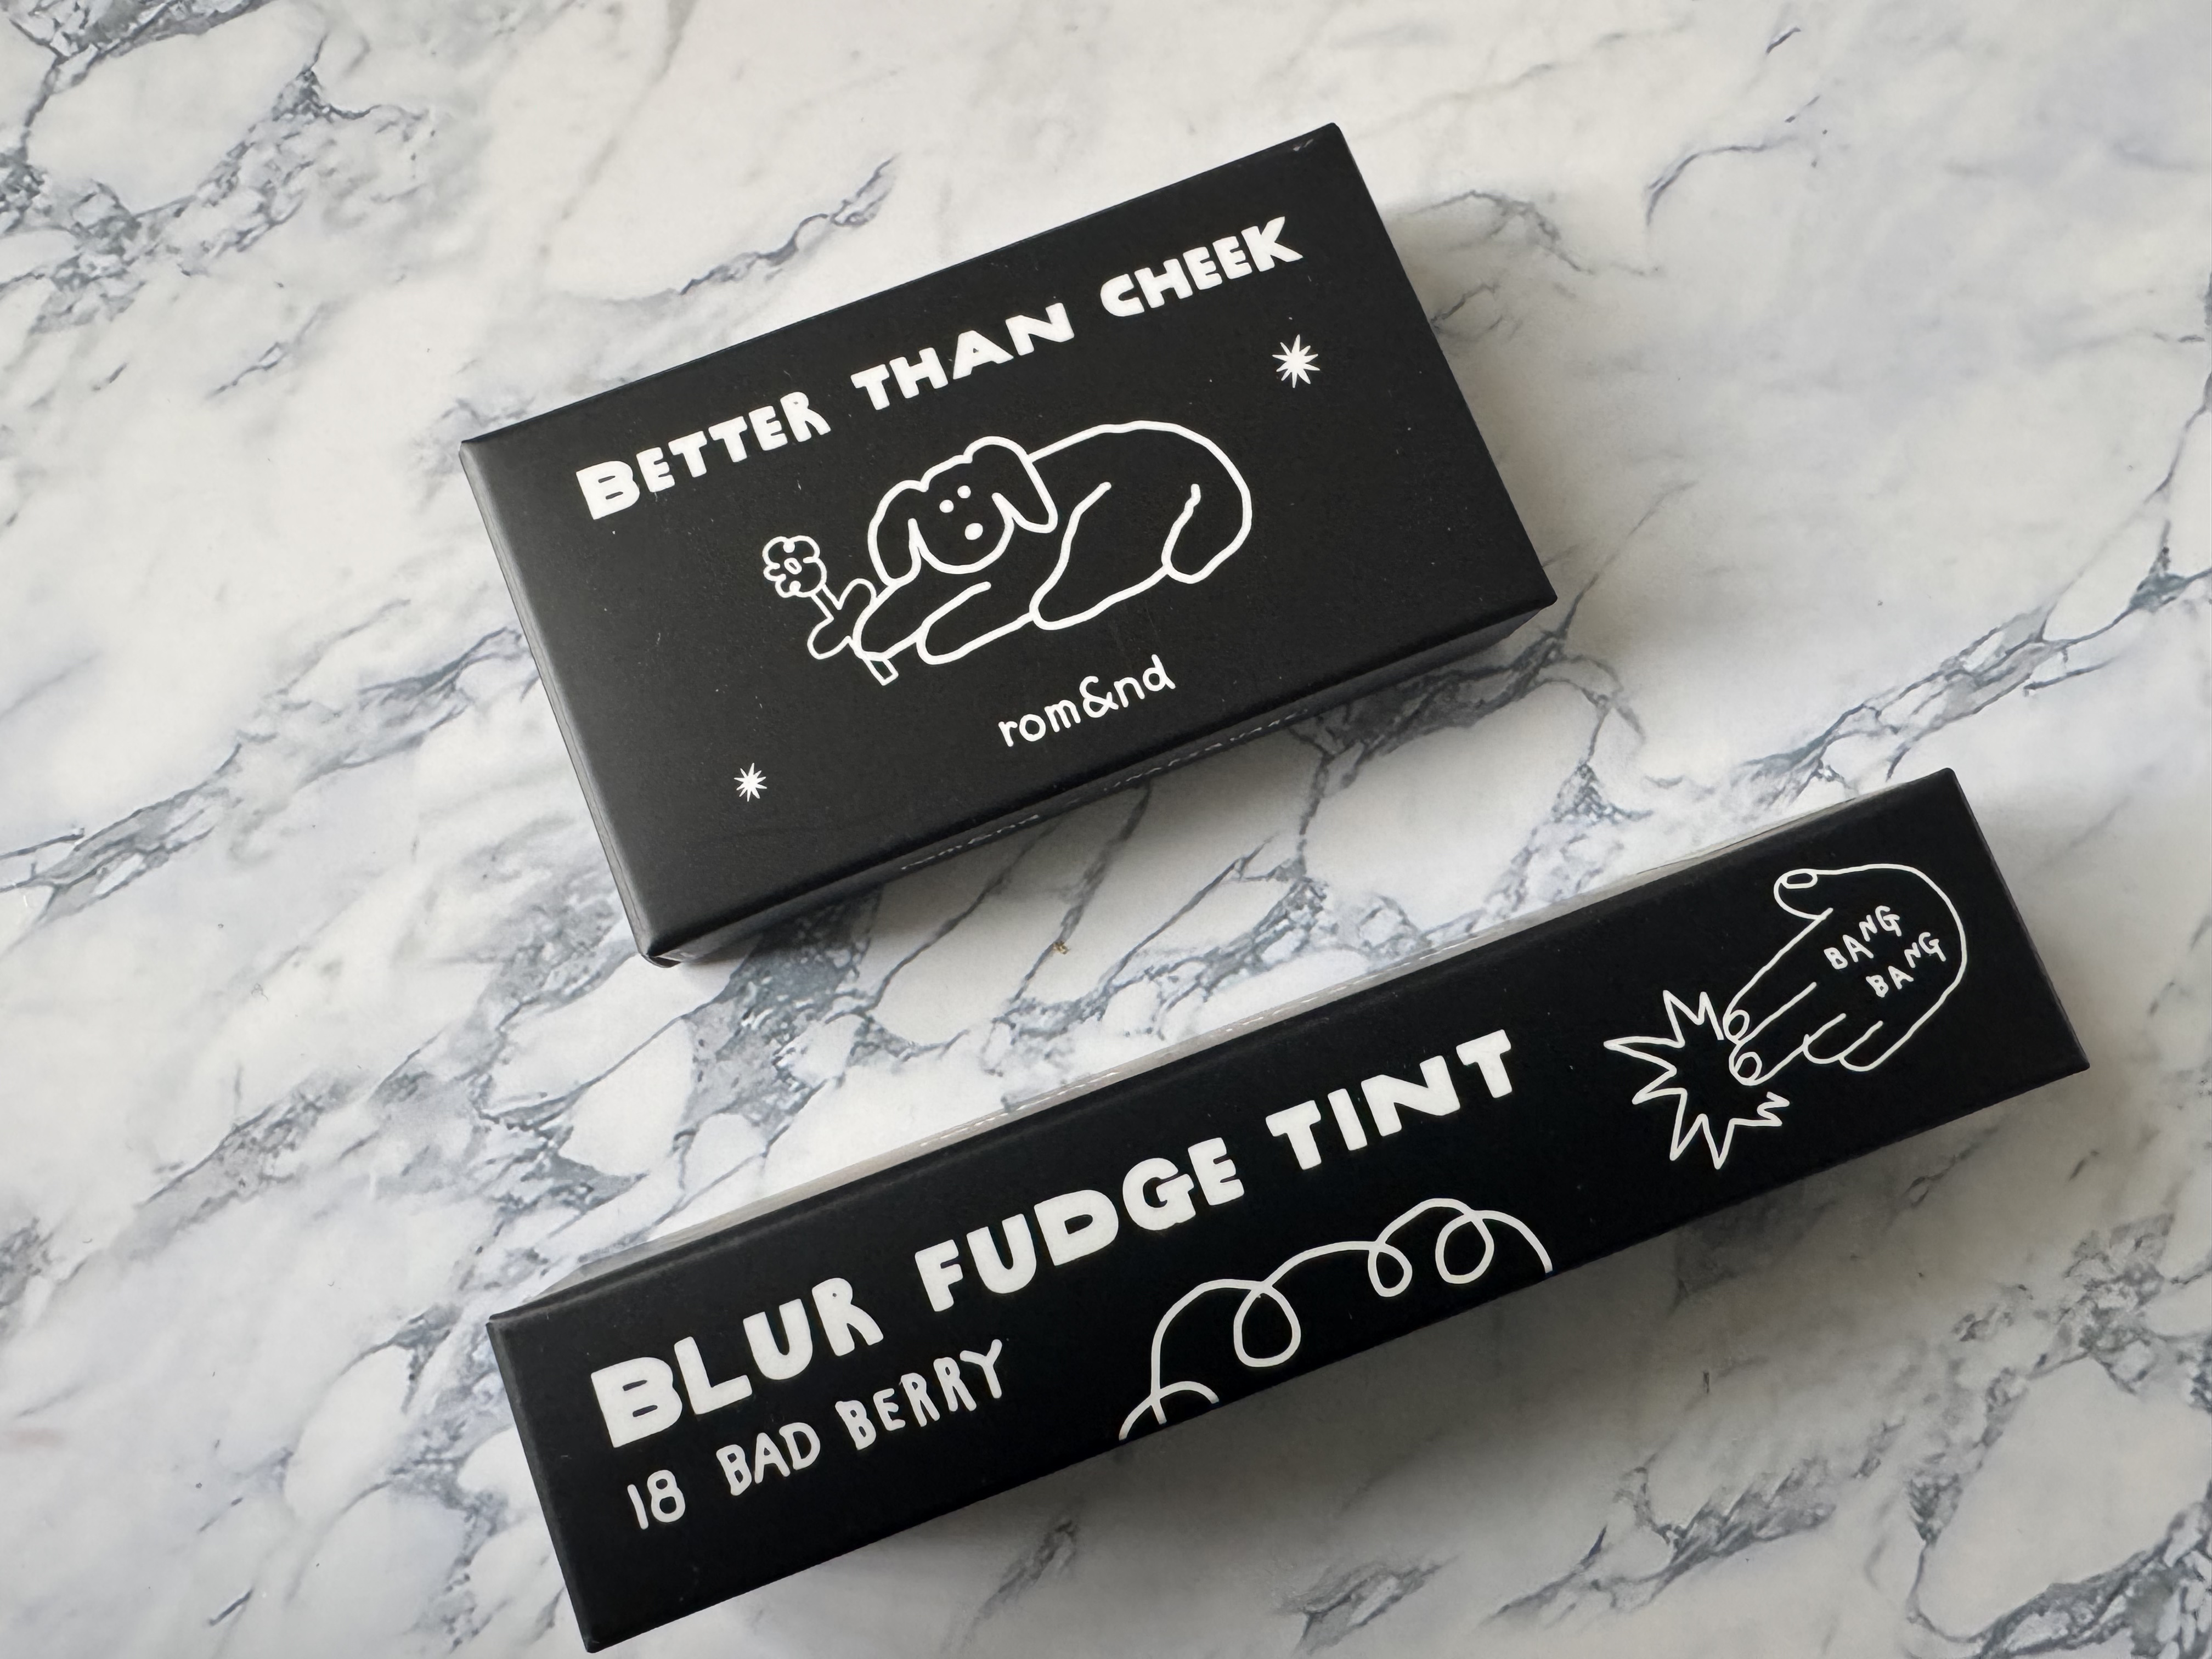 BETTER THAN CHEEK
rom&nd
BLUR FUDGE TINT
18 BAD BERRY
BANG
BANG